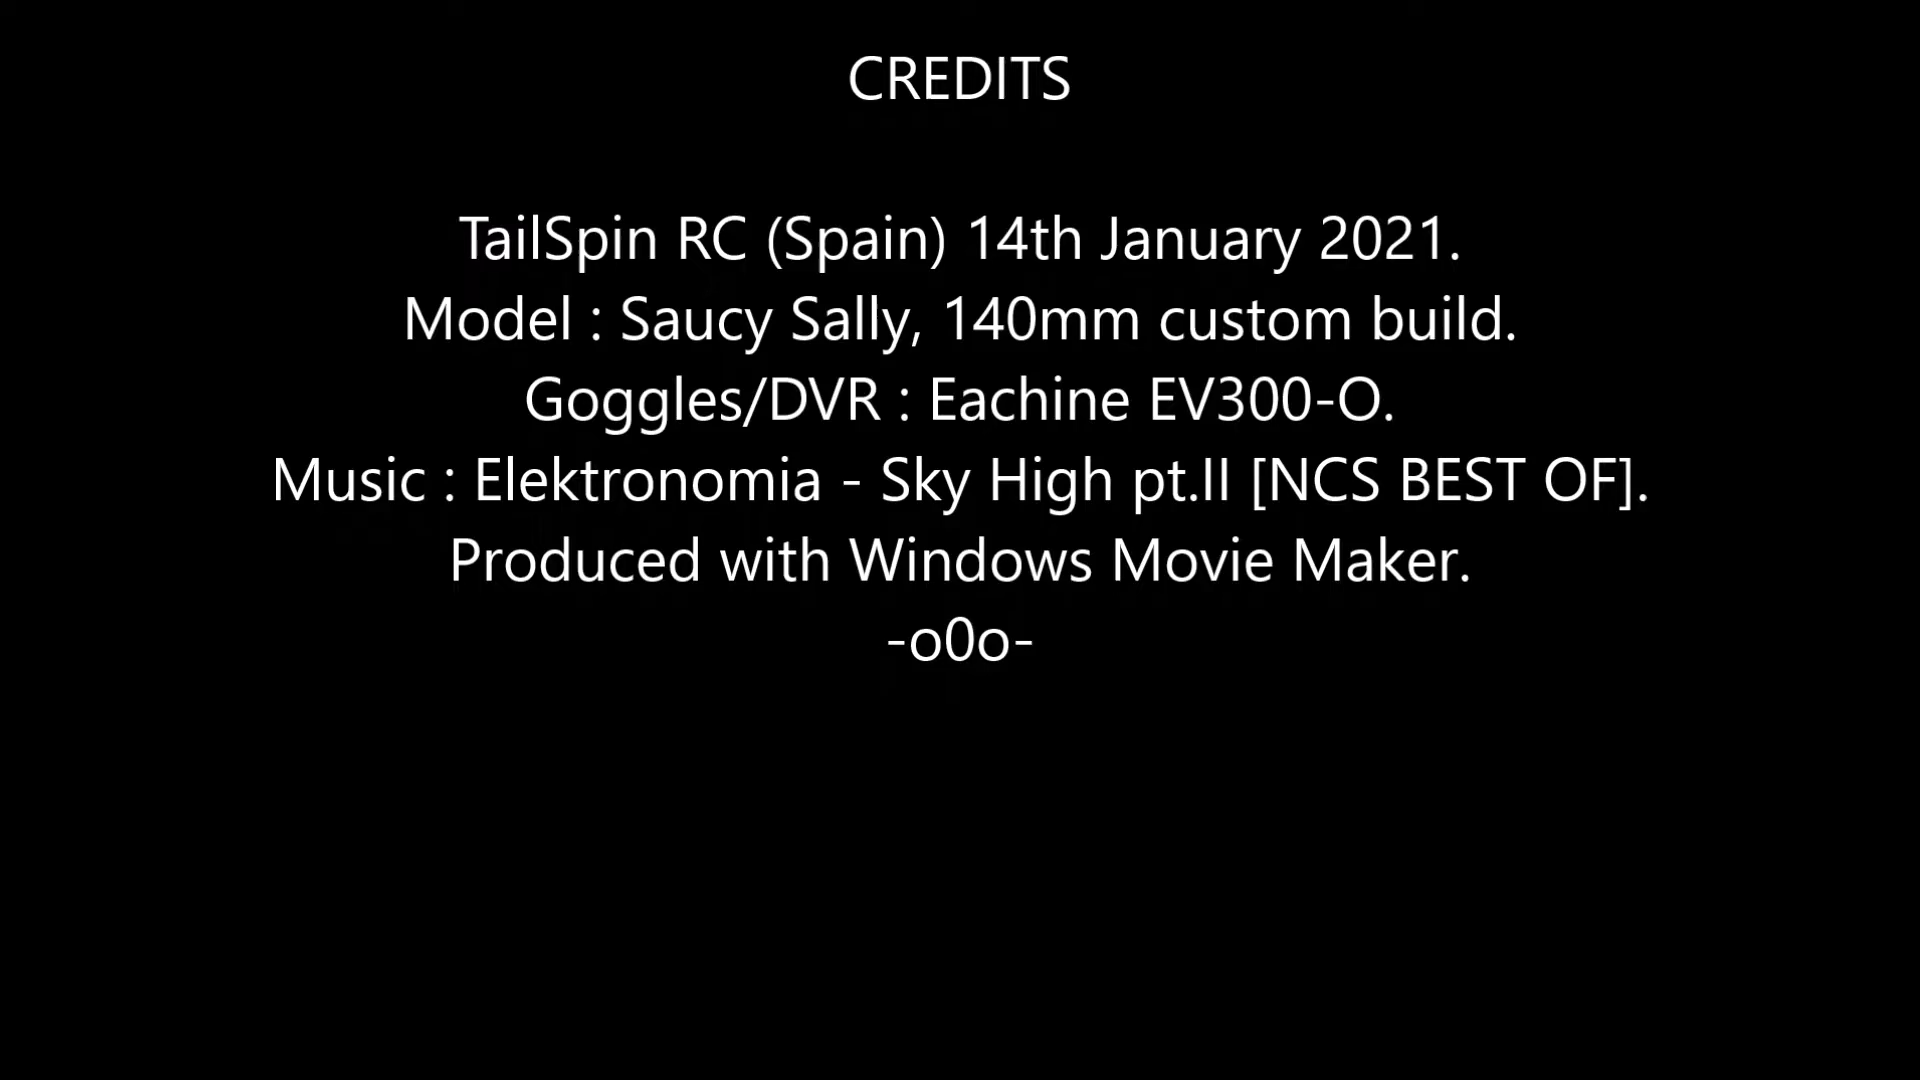 CREDITS
TailSpin RC (Spain) 14th January 2021.
Model : Saucy Sally, 140mm custom build.
Goggles/DVR : Eachine EV300-O.
Music : Elektronomia - Sky High pt.II [NCS BEST OF].
Produced with Windows Movie Maker.
-o0o-